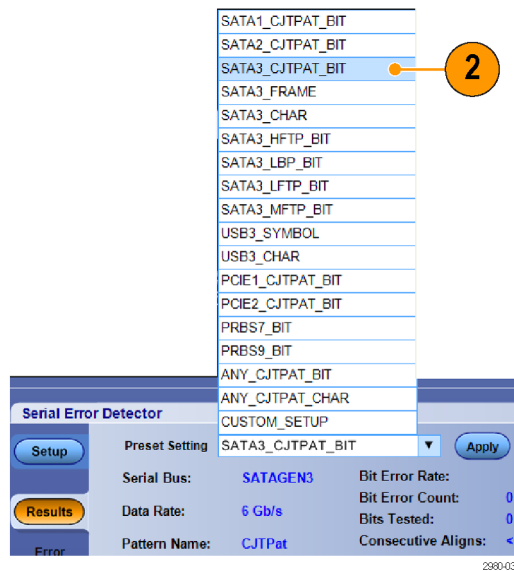 SATA1_CJTPAT_BIT
SATA2_CJTPAT_BIT
SATA3_CJTPAT_BIT
2
SATA3_FRAME
SATA3_CHAR
SATA3_HFTP_BIT
SATA3_LBP_BIT
SATA3_LFTP_BIT
SATA3_MFTP_BIT
USB3_SYMBOL
USB3_CHAR
PCIE1_CJTPAT_BIT
PCIE2_CJTPAT_BIT
PRBS7_BIT
PRBS9_BIT
ANY_CJTPAT_BIT
ANY_CJTPAT_CHAR
CUSTOM_SETUP
Serial Error Detector
Setup
Preset Setting SATA3_CJTPAT_BIT Apply
Serial Bus: SATAGEN3 Bit Error Rate:
Bit Error Count: 0
Results
Data Rate: 6 Gb/s
Bits Tested: 0
Pattern Name: CJTPat Consecutive Aligns: <
Error
2980-03